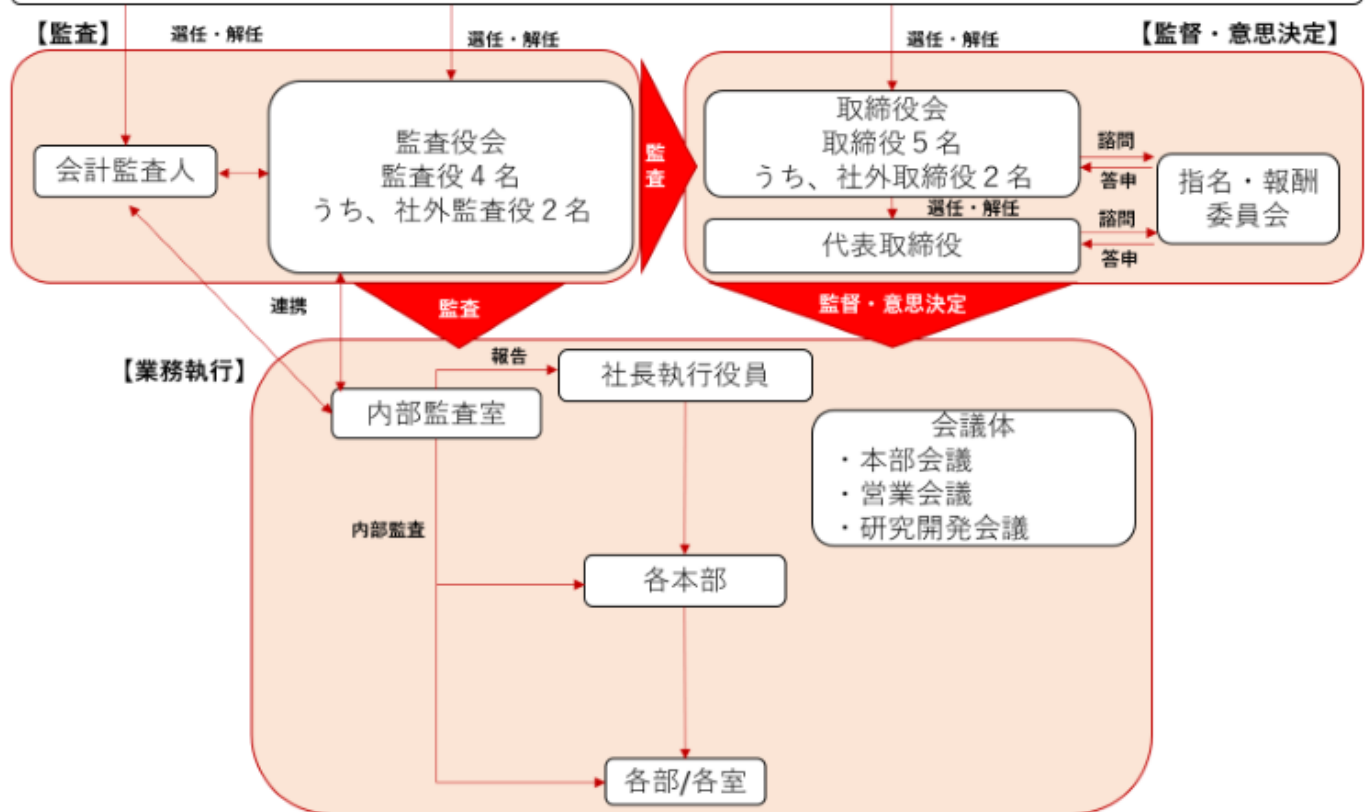 【監査】
選任・解任
選任・解任
選任・解任
【監督・意思決定】
会計監査人
監査役会
監査役4名
うち、社外監査役2名
監査
取締役会
取締役5名
うち、社外取締役2名
諮問
答申
指名・報酬
委員会
選任・解任
代表取締役
諮問
答申
連携
監査
監督・意思決定
【業務執行】
報告
社長執行役員
内部監査室
会議体
・本部会議
・営業会議
・研究開発会議
内部監査
各本部
各部/各室